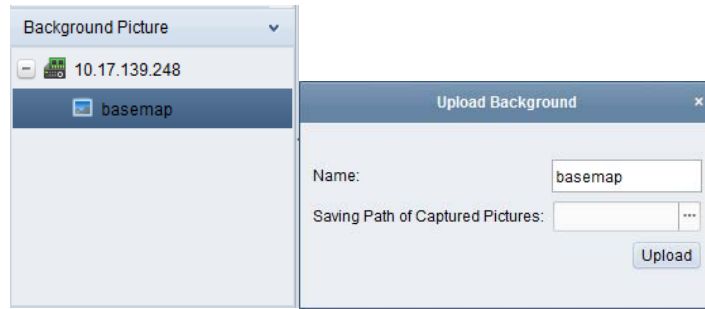 Background Picture
10.17.139.248
basemap
Upload Background
Name:
basemap
Saving Path of Captured Pictures:
...
Upload